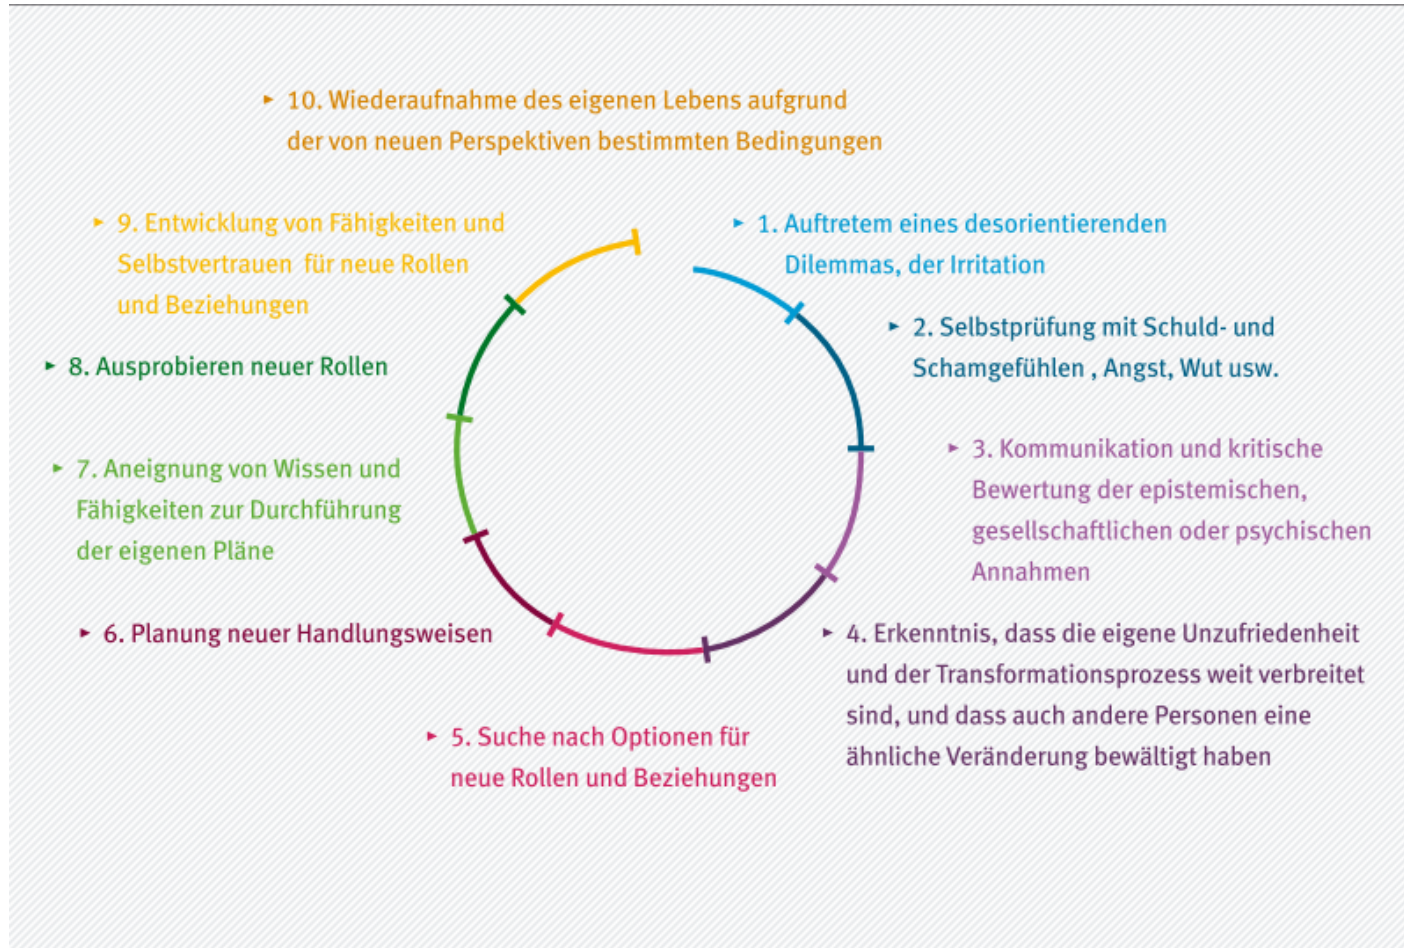 ► 10. Wiederaufnahme des eigenen Lebens aufgrund
der von neuen Perspektiven bestimmten Bedingungen
► 1. Auftretem eines desorientierenden
Dilemmas, der Irritation
► 2. Selbstprüfung mit Schuld- und
Schamgefühlen , Angst, Wut usw.
► 3. Kommunikation und kritische
Bewertung der epistemischen,
gesellschaftlichen oder psychischen
Annahmen
► 4. Erkenntnis, dass die eigene Unzufriedenheit
und der Transformationsprozess weit verbreitet
sind, und dass auch andere Personen eine
ähnliche Veränderung bewältigt haben
► 5. Suche nach Optionen für
neue Rollen und Beziehungen
► 6. Planung neuer Handlungsweisen
► 7. Aneignung von Wissen und
Fähigkeiten zur Durchführung
der eigenen Pläne
► 8. Ausprobieren neuer Rollen
► 9. Entwicklung von Fähigkeiten und
Selbstvertrauen für neue Rollen
und Beziehungen